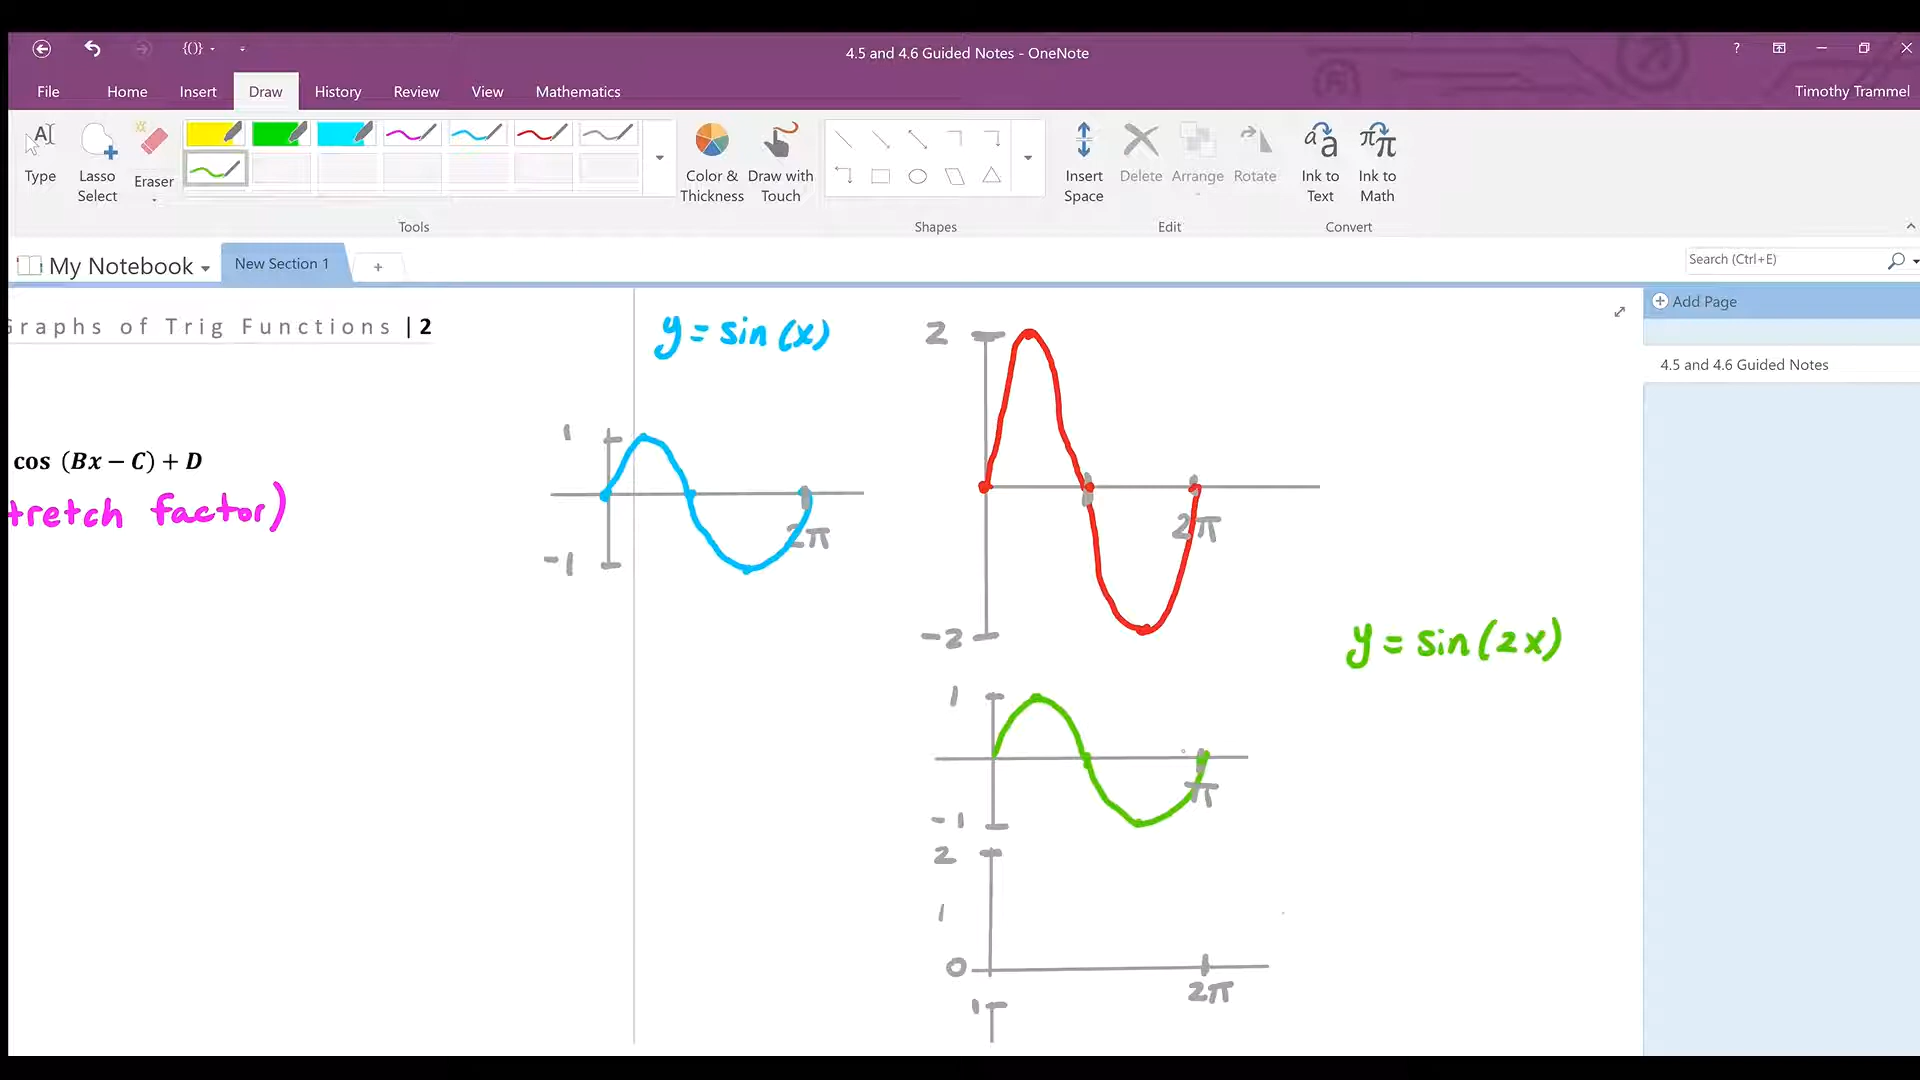 4.5 and 4.6 Guided Notes - OneNote
?
File Home Insert Draw History Review View Mathematics
Timothy Trammel
Type
Lasso Select
Eraser
Color & Thickness
Draw with Touch
Insert Space
Delete
Arrange
Rotate
Ink to Text
Ink to Math
Tools
Shapes
Edit
Convert
My Notebook
New Section 1
+
Search (Ctrl+E)
Add Page
4.5 and 4.6 Guided Notes
raphs of Trig Functions | 2
cos (Bx − C) + D
tretch factor)
y = sin (x)
1
-1
2π
2
-2
2π
y = sin (2x)
1
-1
π
2
1
0
2π
1